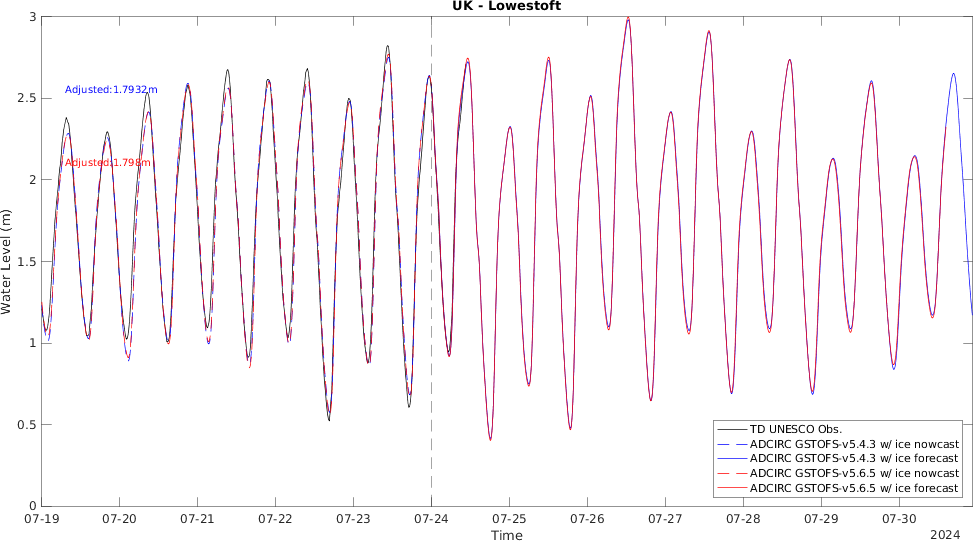 UK - Lowestoft
3
2.5
2
1.5
1
0.5
0
Water Level (m)
Adjusted:1.7932m
Adjusted:1.798m
TD UNESCO Obs.
ADCIRC GSTOFS-v5.4.3 w/ ice nowcast
ADCIRC GSTOFS-v5.4.3 w/ ice forecast
ADCIRC GSTOFS-v5.6.5 w/ ice nowcast
ADCIRC GSTOFS-v5.6.5 w/ ice forecast
07-19 07-20 07-21 07-22 07-23 07-24 07-25 07-26 07-27 07-28 07-29 07-30
Time
2024